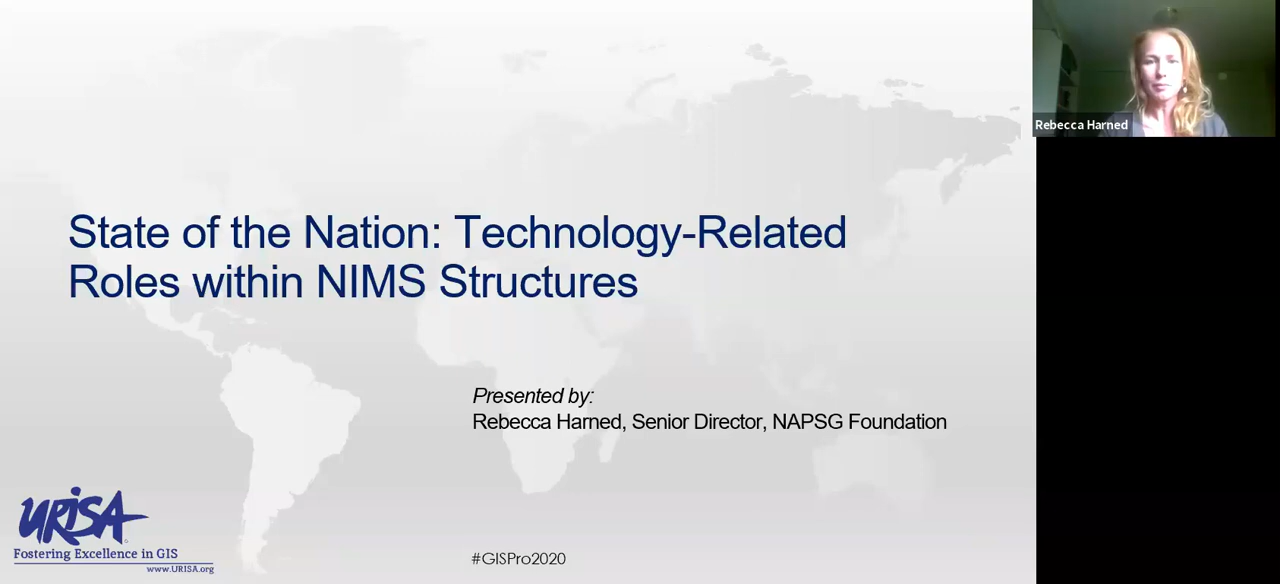 State of the Nation: Technology-Related
Roles within NIMS Structures
Presented by:
Rebecca Harned, Senior Director, NAPSG Foundation
URISA
Fostering Excellence in GIS
www.URISA.org
#GISPro2020
Rebecca Harned